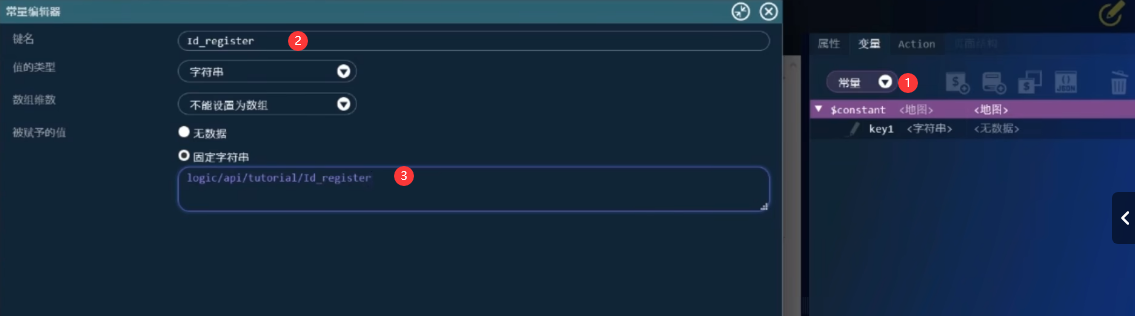 常量编辑器
键名
Id_register
2
值的类型
字符串
数组维数
不能设置为数组
被赋予的值
无数据
固定字符串
logic/api/tutorial/Id_register
3
属性 变量 Action
常量
1
JSON
$constant <地图> <地图>
key1 <字符串> <无数据>